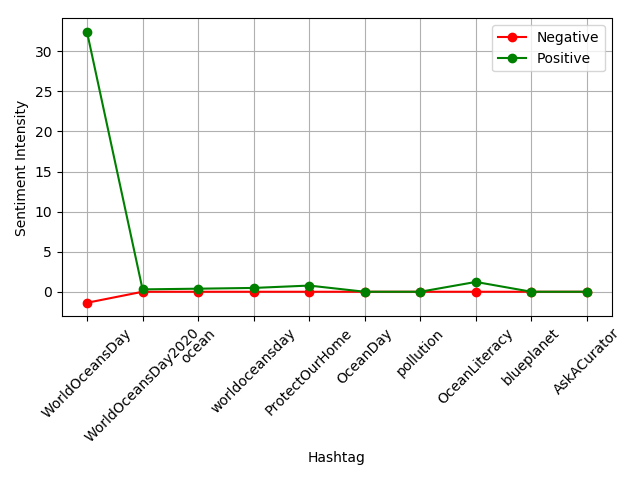 Negative
Positive
30
25
20
15
10
5
0
Sentiment Intensity
WorldOceansDay
WorldOceansDay2020
ocean
worldoceansday
ProtectOurHome
OceanDay
pollution
OceanLiteracy
blueplanet
AskACurator
Hashtag